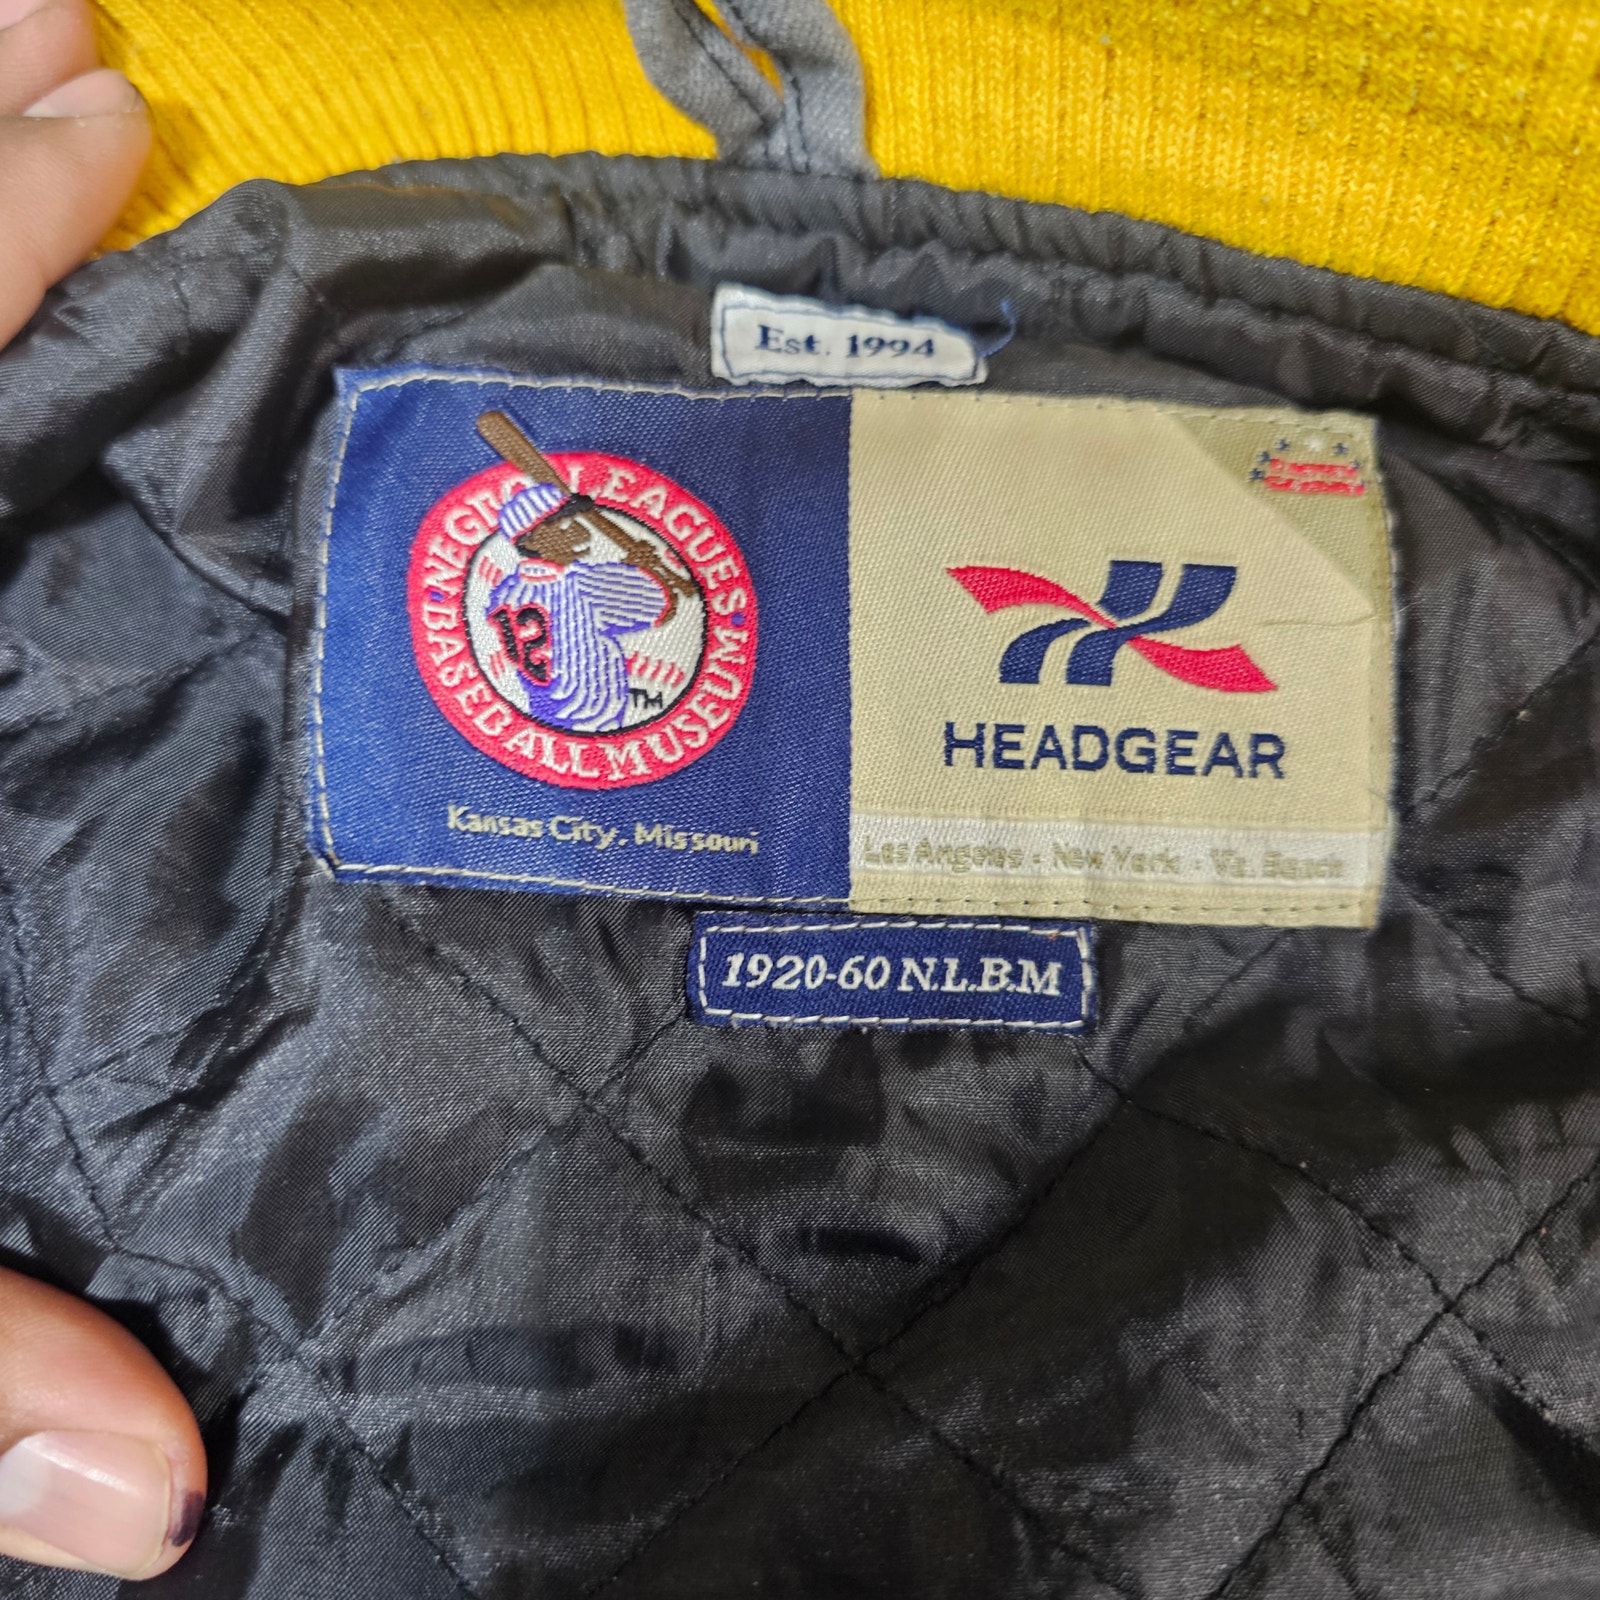 Est. 1994
NEGRO LEAGUES
BASEBALL MUSEUM
12
TM
Kansas City, Missouri
HEADGEAR
Los Angeles - New York - Va. Beach
1920-60 N.L.B.M